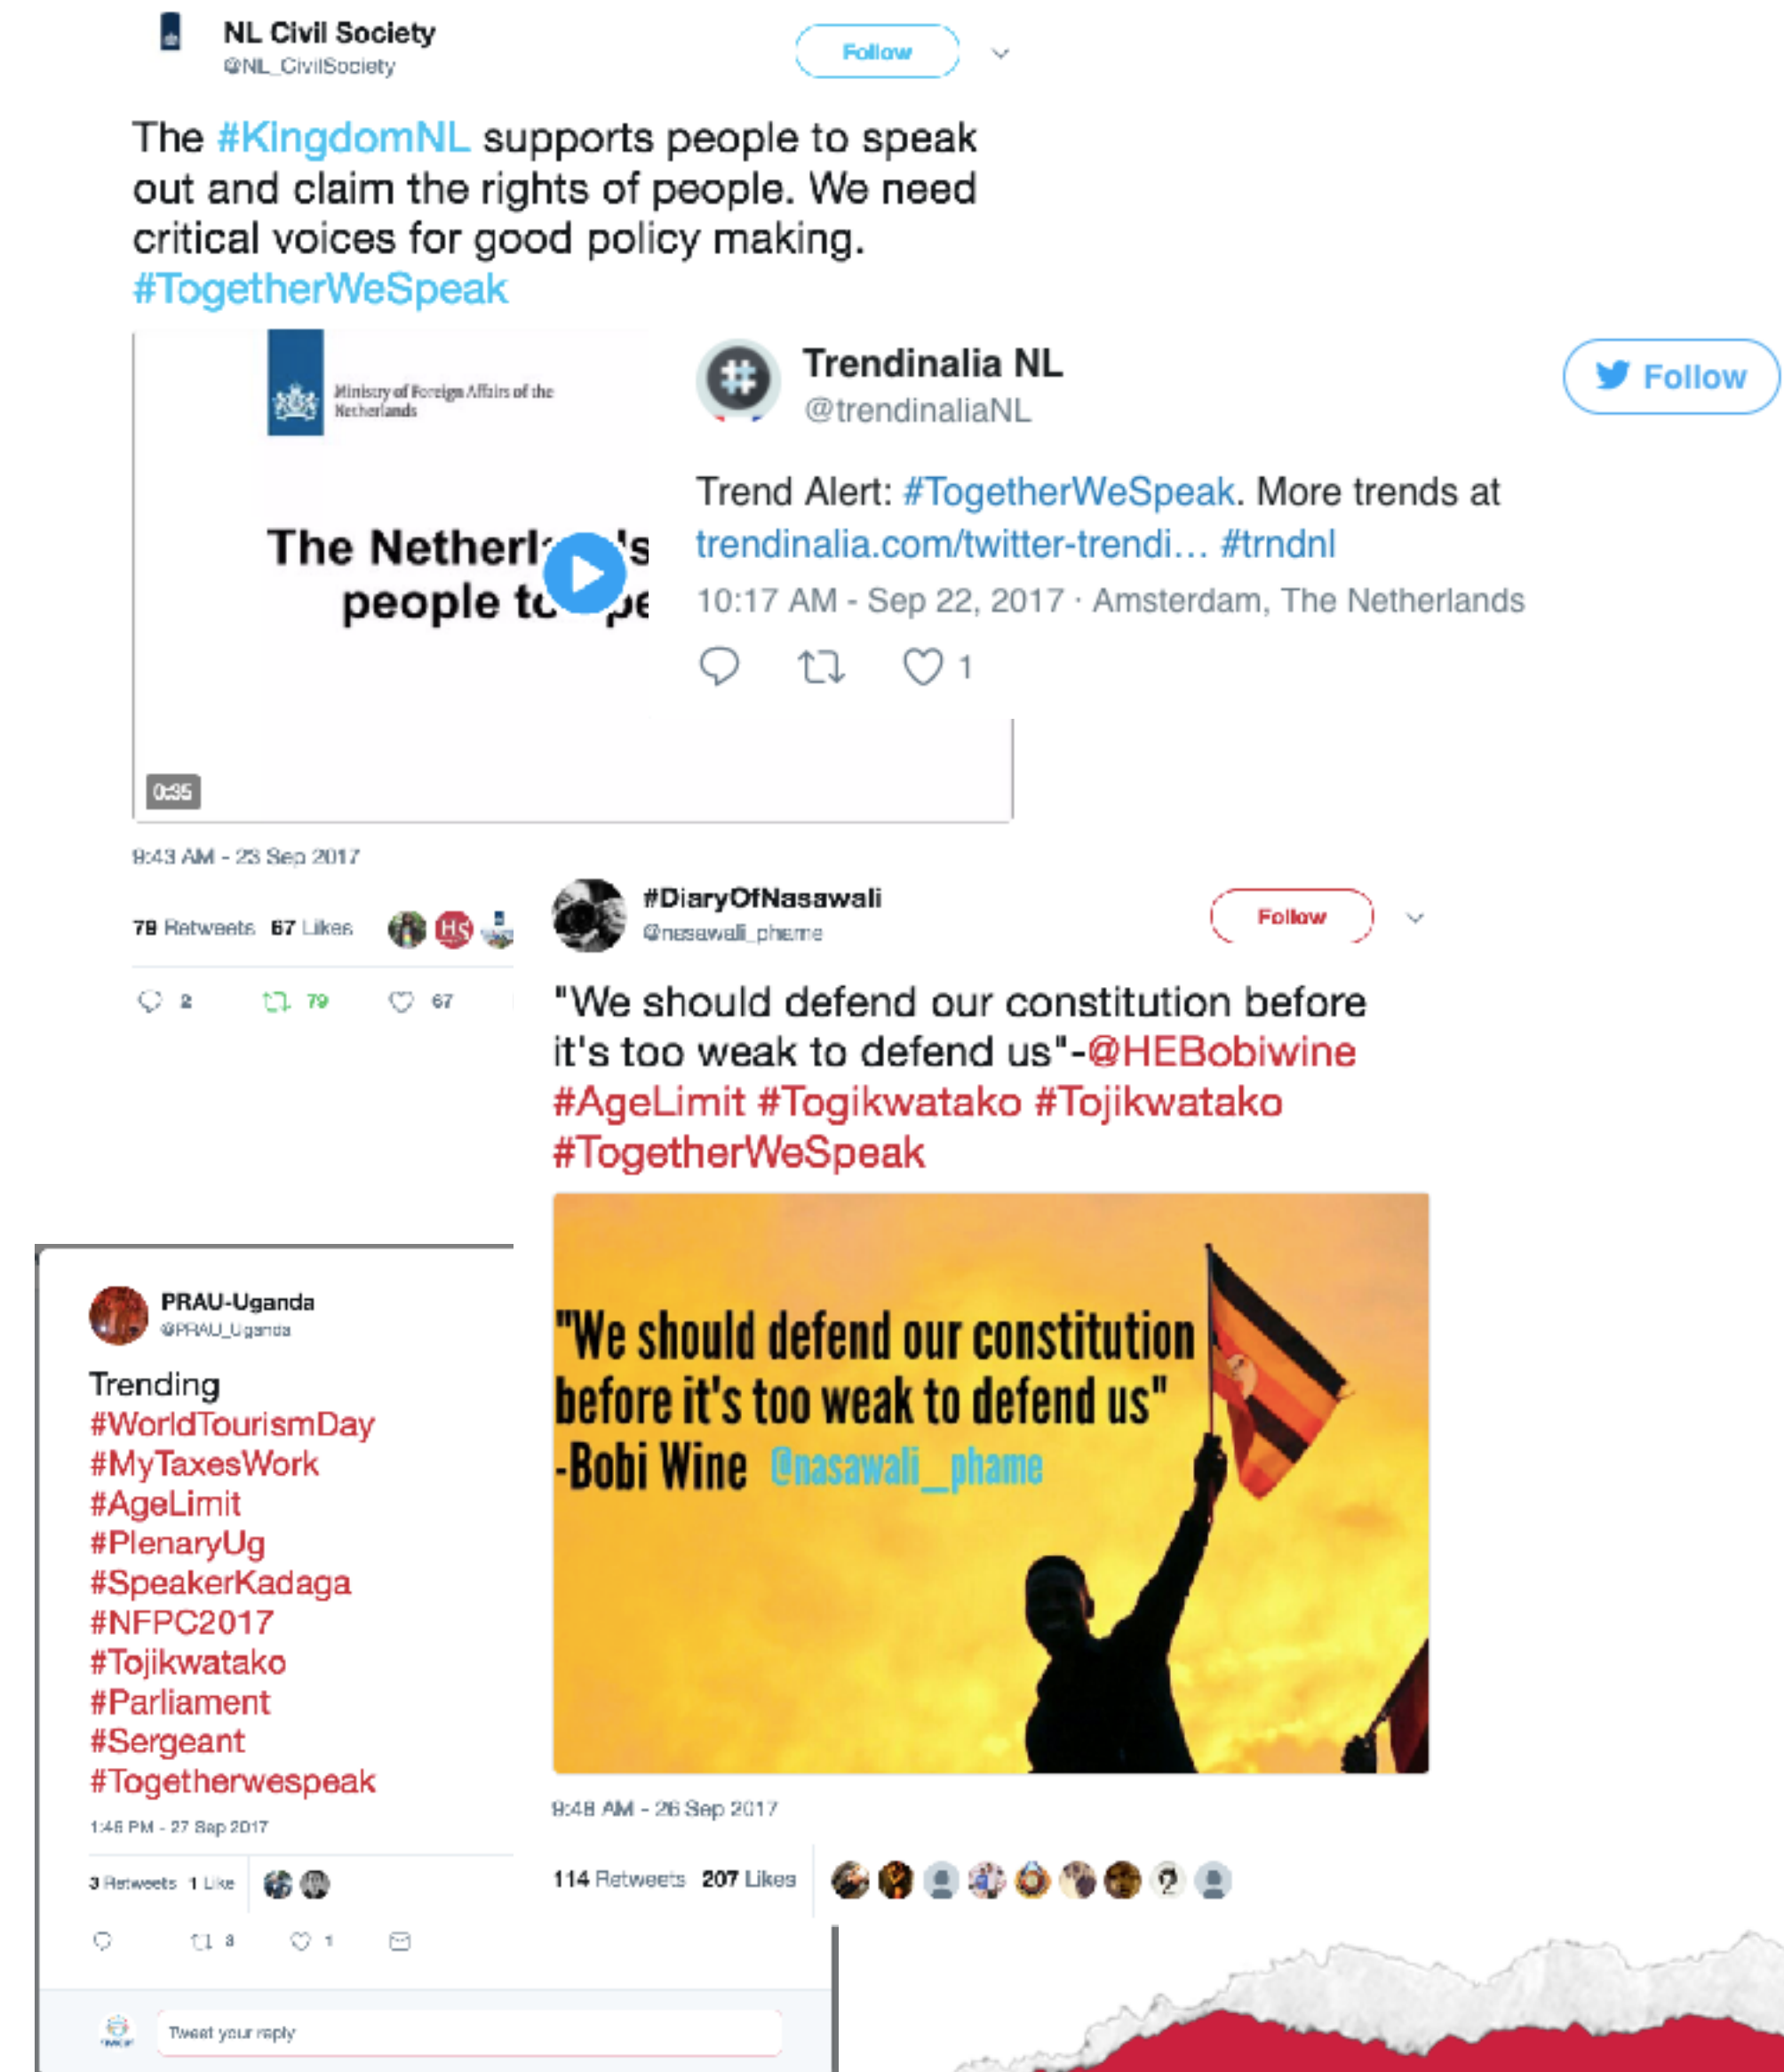 NL Civil Society
@NL_CivilSociety
Follow
The #KingdomNL supports people to speak
out and claim the rights of people. We need
critical voices for good policy making.
#TogetherWeSpeak
Ministry of Foreign Affairs of the
Netherlands
The Netherl 's
people to pe
0:35
9:43 AM - 23 Sep 2017
79 Retweets 67 Likes
HS
2 79 67
Trendinalia NL
@trendinaliaNL
Follow
Trend Alert: #TogetherWeSpeak. More trends at
trendinalia.com/twitter-trendi... #trndnl
10:17 AM - Sep 22, 2017 · Amsterdam, The Netherlands
1
#DiaryOfNasawali
@nasawali_phame
Follow
"We should defend our constitution before
it's too weak to defend us"-@HEBobiwine
#AgeLimit #Togikwatako #Tojikwatako
#TogetherWeSpeak
"We should defend our constitution
before it's too weak to defend us"
-Bobi Wine @nasawali_phame
9:48 AM - 26 Sep 2017
114 Retweets 207 Likes
PRAU-Uganda
@PRAU_Uganda
Trending
#WorldTourismDay
#MyTaxesWork
#AgeLimit
#PlenaryUg
#SpeakerKadaga
#NFPC2017
#Tojikwatako
#Parliament
#Sergeant
#Togetherwespeak
1:46 PM - 27 Sep 2017
3 Retweets 1 Like
3 1
Tweet your reply